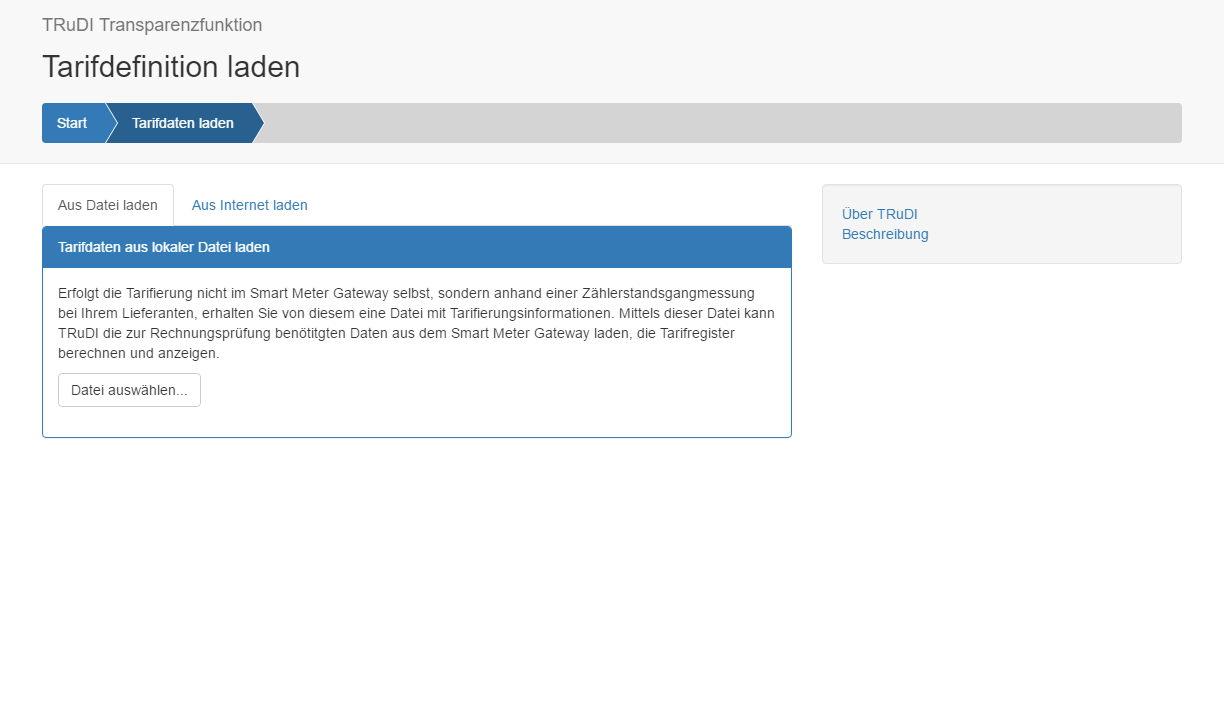 TRuDI Transparenzfunktion
Tarifdefinition laden
Start
Tarifdaten laden
Aus Datei laden
Aus Internet laden
Tarifdaten aus lokaler Datei laden
Erfolgt die Tarifierung nicht im Smart Meter Gateway selbst, sondern anhand einer Zählerstandsgangmessung
bei Ihrem Lieferanten, erhalten Sie von diesem eine Datei mit Tarifierungsinformationen. Mittels dieser Datei kann
TRuDI die zur Rechnungsprüfung benötitgten Daten aus dem Smart Meter Gateway laden, die Tarifregister
berechnen und anzeigen.
Datei auswählen...
Über TRuDI
Beschreibung